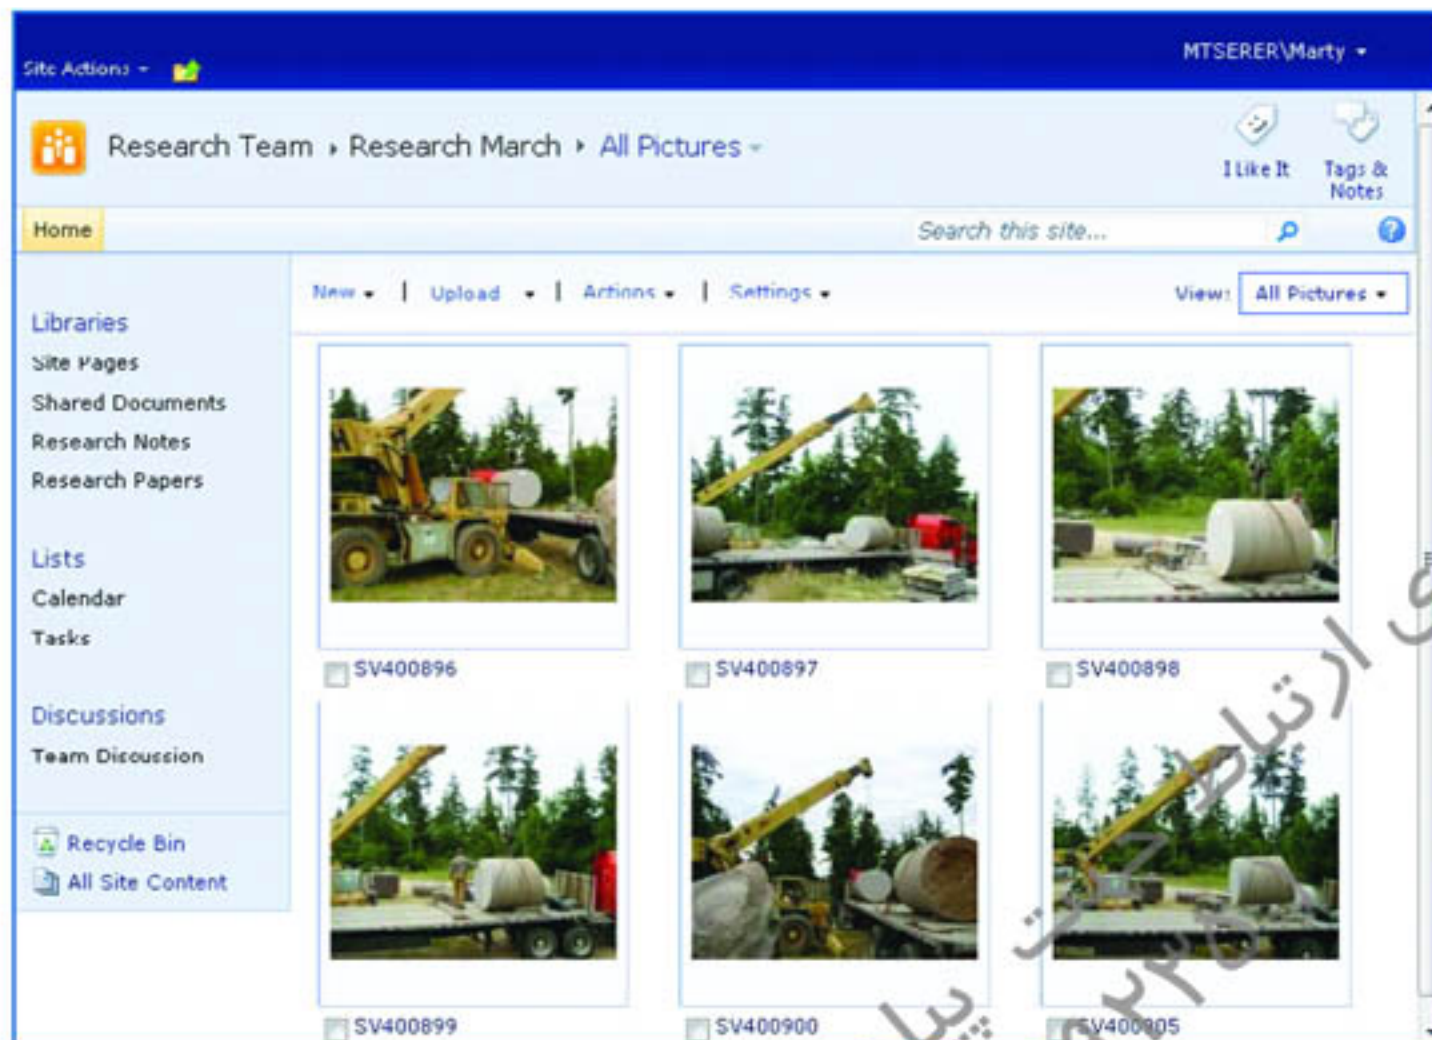 Site Actions
MTSERER\Marty
Research Team › Research March › All Pictures
I Like It
Tags & Notes
Home
Search this site...
New | Upload | Actions | Settings
View: All Pictures
Libraries
Site Pages
Shared Documents
Research Notes
Research Papers
Lists
Calendar
Tasks
Discussions
Team Discussion
Recycle Bin
All Site Content
SV400896
SV400897
SV400898
SV400899
SV400900
SV400905
ارتباط
جهت